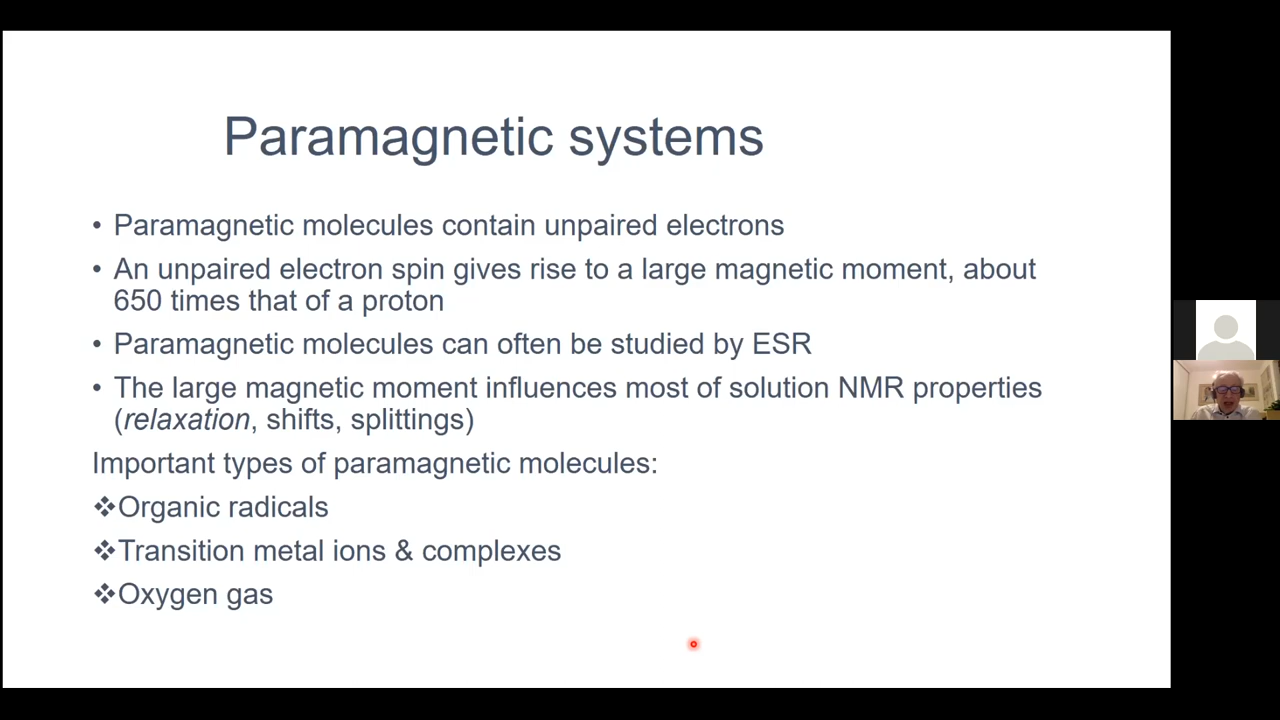 Paramagnetic systems
• Paramagnetic molecules contain unpaired electrons
• An unpaired electron spin gives rise to a large magnetic moment, about
650 times that of a proton
• Paramagnetic molecules can often be studied by ESR
• The large magnetic moment influences most of solution NMR properties
(relaxation, shifts, splittings)
Important types of paramagnetic molecules:
❖Organic radicals
❖Transition metal ions & complexes
❖Oxygen gas